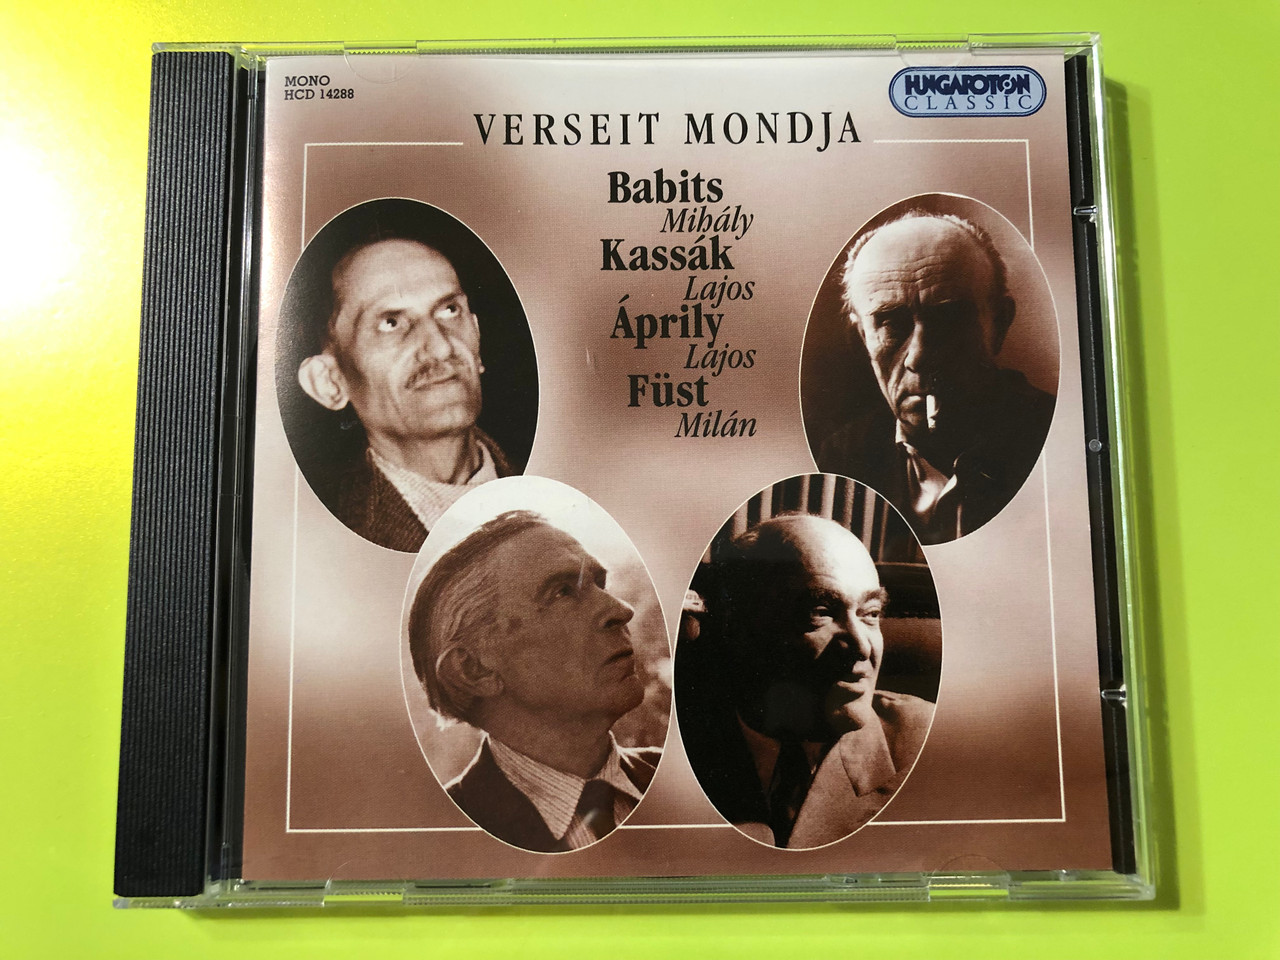 MONO
HCD 14288
HUNGAROTON
CLASSIC
VERSEIT MONDJA
Babits
Mihály
Kassák
Lajos
Áprily
Lajos
Füst
Milán